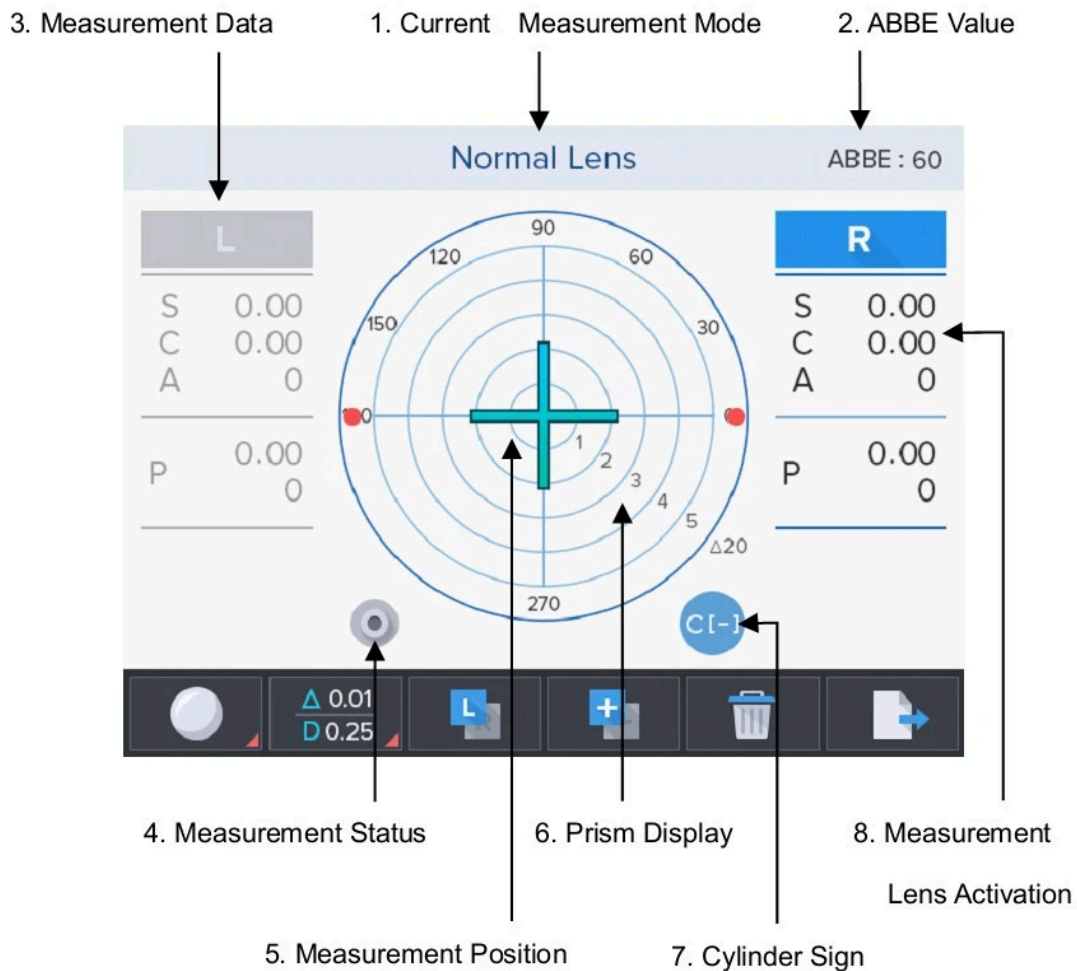 3. Measurement Data
1. Current Measurement Mode
2. ABBE Value
Normal Lens
ABBE : 60
L
R
S 0.00
C 0.00
A 0
P 0.00
0
90
120
60
150
30
1
2
3
4
5
Δ20
270
S 0.00
C 0.00
A 0
P 0.00
0
C[-]
Δ 0.01
D 0.25
L
+
4. Measurement Status
6. Prism Display
8. Measurement
Lens Activation
5. Measurement Position
7. Cylinder Sign